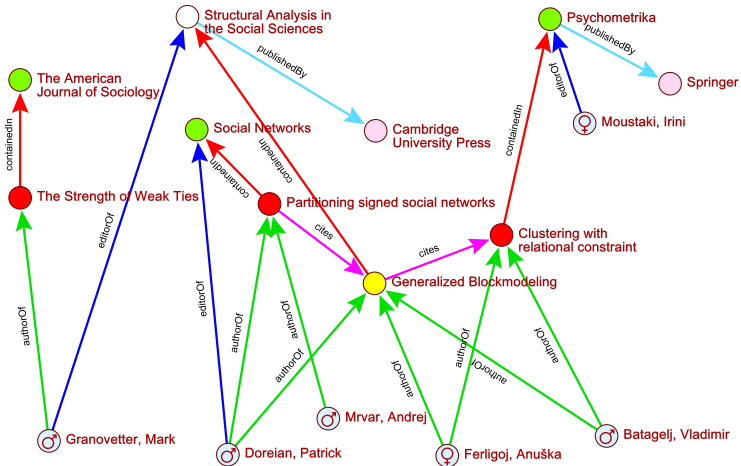 Structural Analysis in
the Social Sciences
Psychometrika
publishedBy
publishedBy
The American
Journal of Sociology
editorOf
Springer
containedIn
Social Networks
Cambridge
University Press
Moustaki, Irini
containedIn
containedIn
containedIn
The Strength of Weak Ties
Partitioning signed social networks
editorOf
cites
cites
Clustering with
relational constraint
Generalized Blockmodeling
editorOf
authorOf
authorOf
authorOf
authorOf
authorOf
authorOf
authorOf
authorOf
Mrvar, Andrej
Granovetter, Mark
Doreian, Patrick
Ferligoj, Anuška
Batagelj, Vladimir